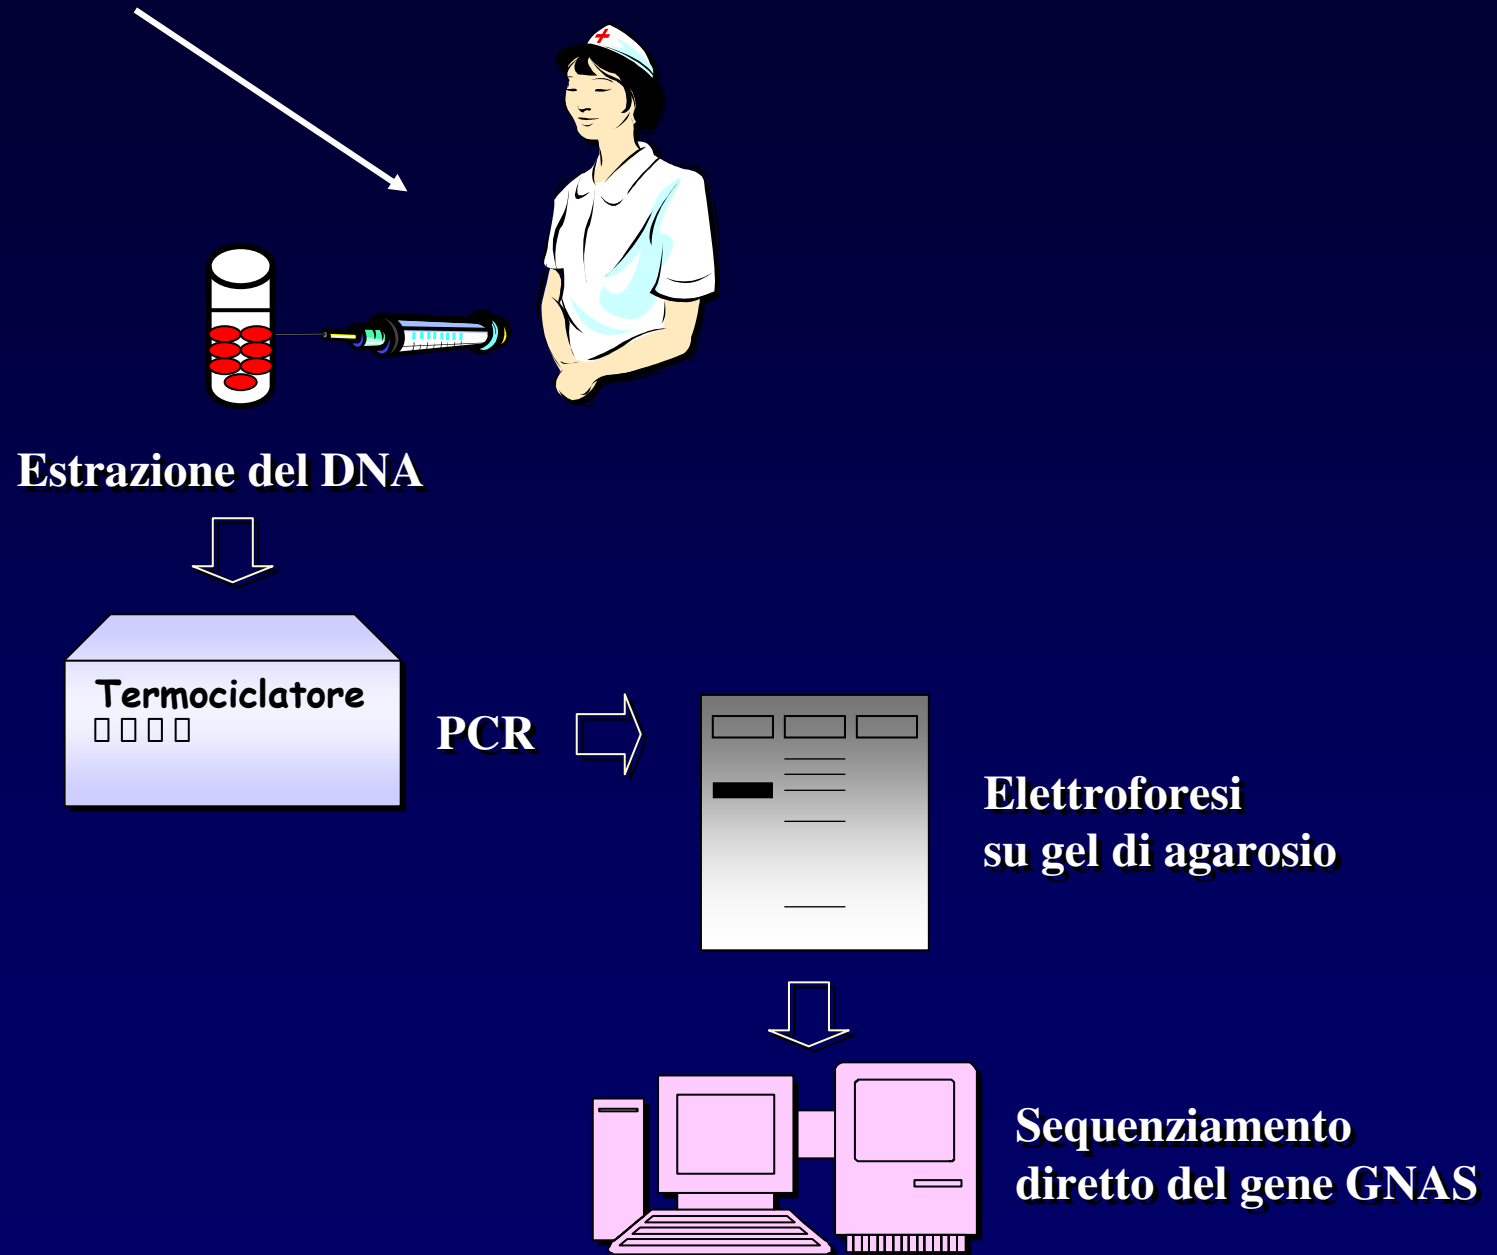 Estrazione del DNA
Termociclatore
PCR
Elettroforesi
su gel di agarosio
Sequenziamento
diretto del gene GNAS